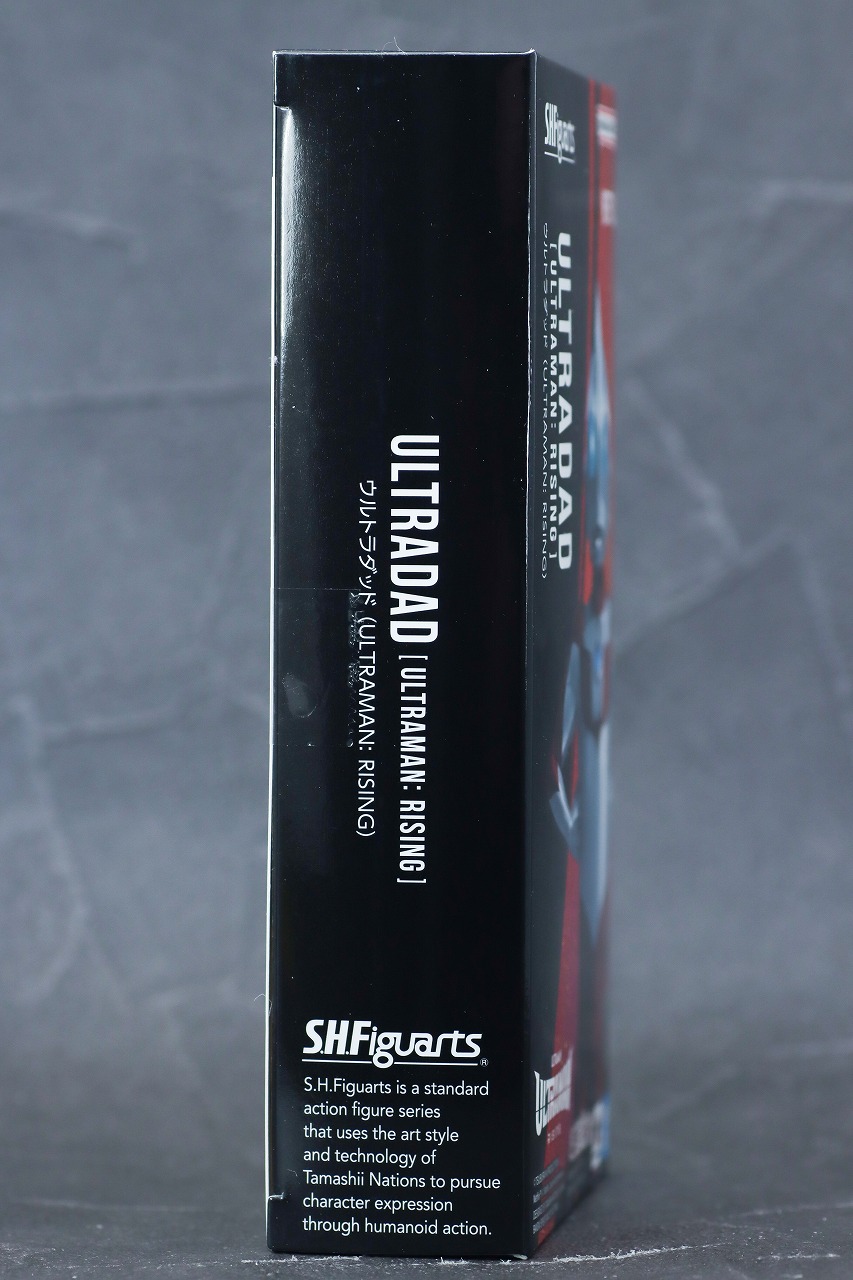 ULTRADAD [ULTRAMAN: RISING]
ウルトラダッド (ULTRAMAN: RISING)
S.H.Figuarts®
S.H.Figuarts is a standard
action figure series
that uses the art style
and technology of
Tamashii Nations to pursue
character expression
through humanoid action.
S.H.Figuarts
ULTRADAD
[ULTRAMAN: RISING]
ウルトラダッド (ULTRAMAN: RISING)
ULTRAMAN